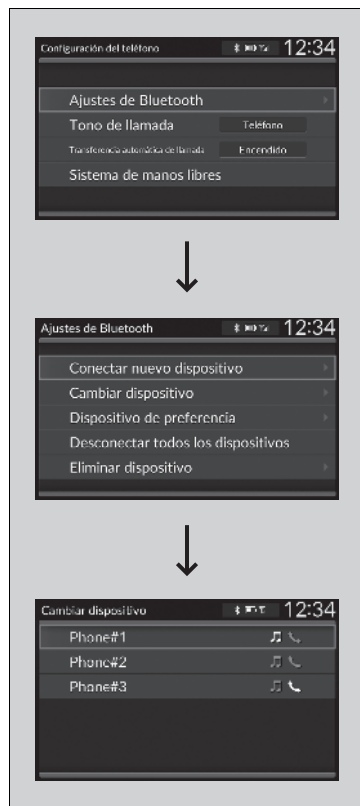 Configuración del teléfono 12:34
Ajustes de Bluetooth
Tono de llamada Teléfono
Transferencia automática de llamada Encendido
Sistema de manos libres
Ajustes de Bluetooth 12:34
Conectar nuevo dispositivo
Cambiar dispositivo
Dispositivo de preferencia
Desconectar todos los dispositivos
Eliminar dispositivo
Cambiar dispositivo 12:34
Phone#1
Phone#2
Phone#3